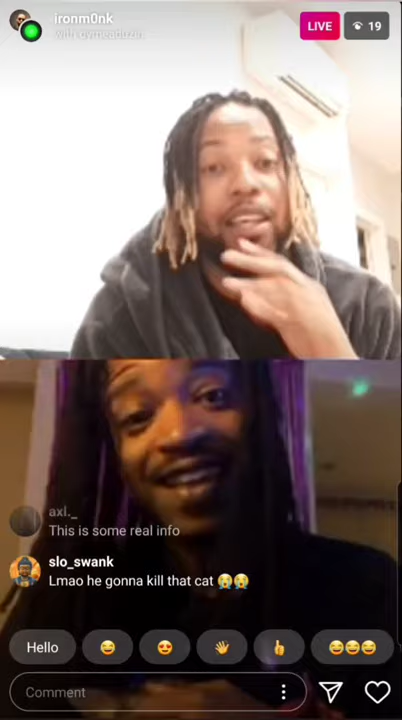 ironm0nk
LIVE
19
axl._
This is some real info
slo_swank
Lmao he gonna kill that cat 😭😭
Hello
😂 😍 👋 👍 😂😂😂
Comment